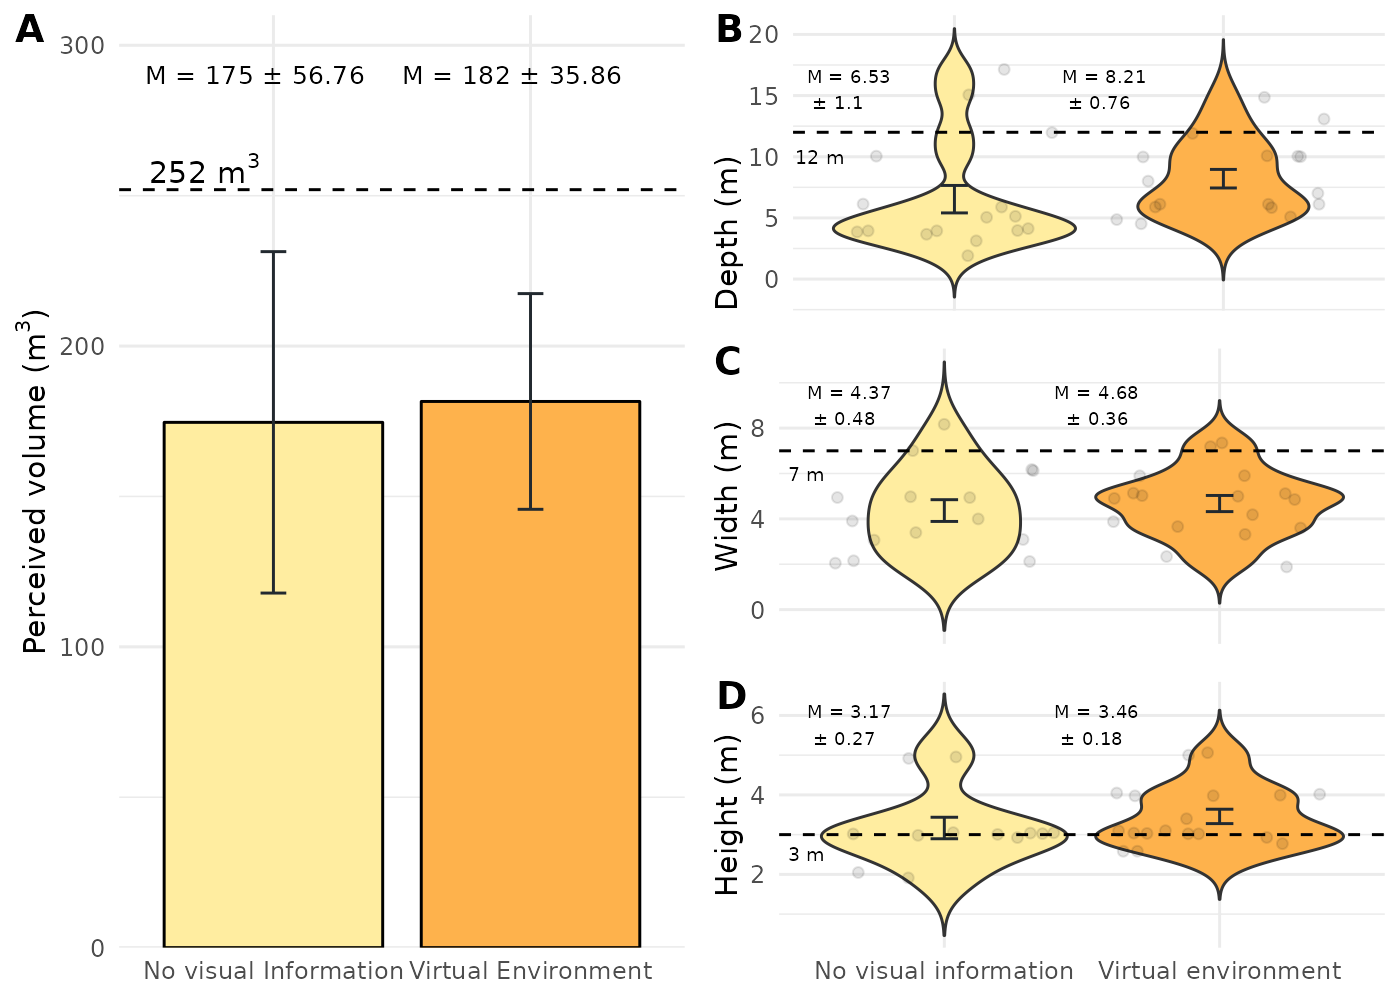 A
300
200
100
0
Perceived volume (m³)
M = 175 ± 56.76
M = 182 ± 35.86
252 m³
No visual Information
Virtual Environment
B
20
15
10
5
0
Depth (m)
M = 6.53
± 1.1
M = 8.21
± 0.76
12 m
C
8
4
0
Width (m)
M = 4.37
± 0.48
M = 4.68
± 0.36
7 m
D
6
4
2
Height (m)
M = 3.17
± 0.27
M = 3.46
± 0.18
3 m
No visual information
Virtual environment